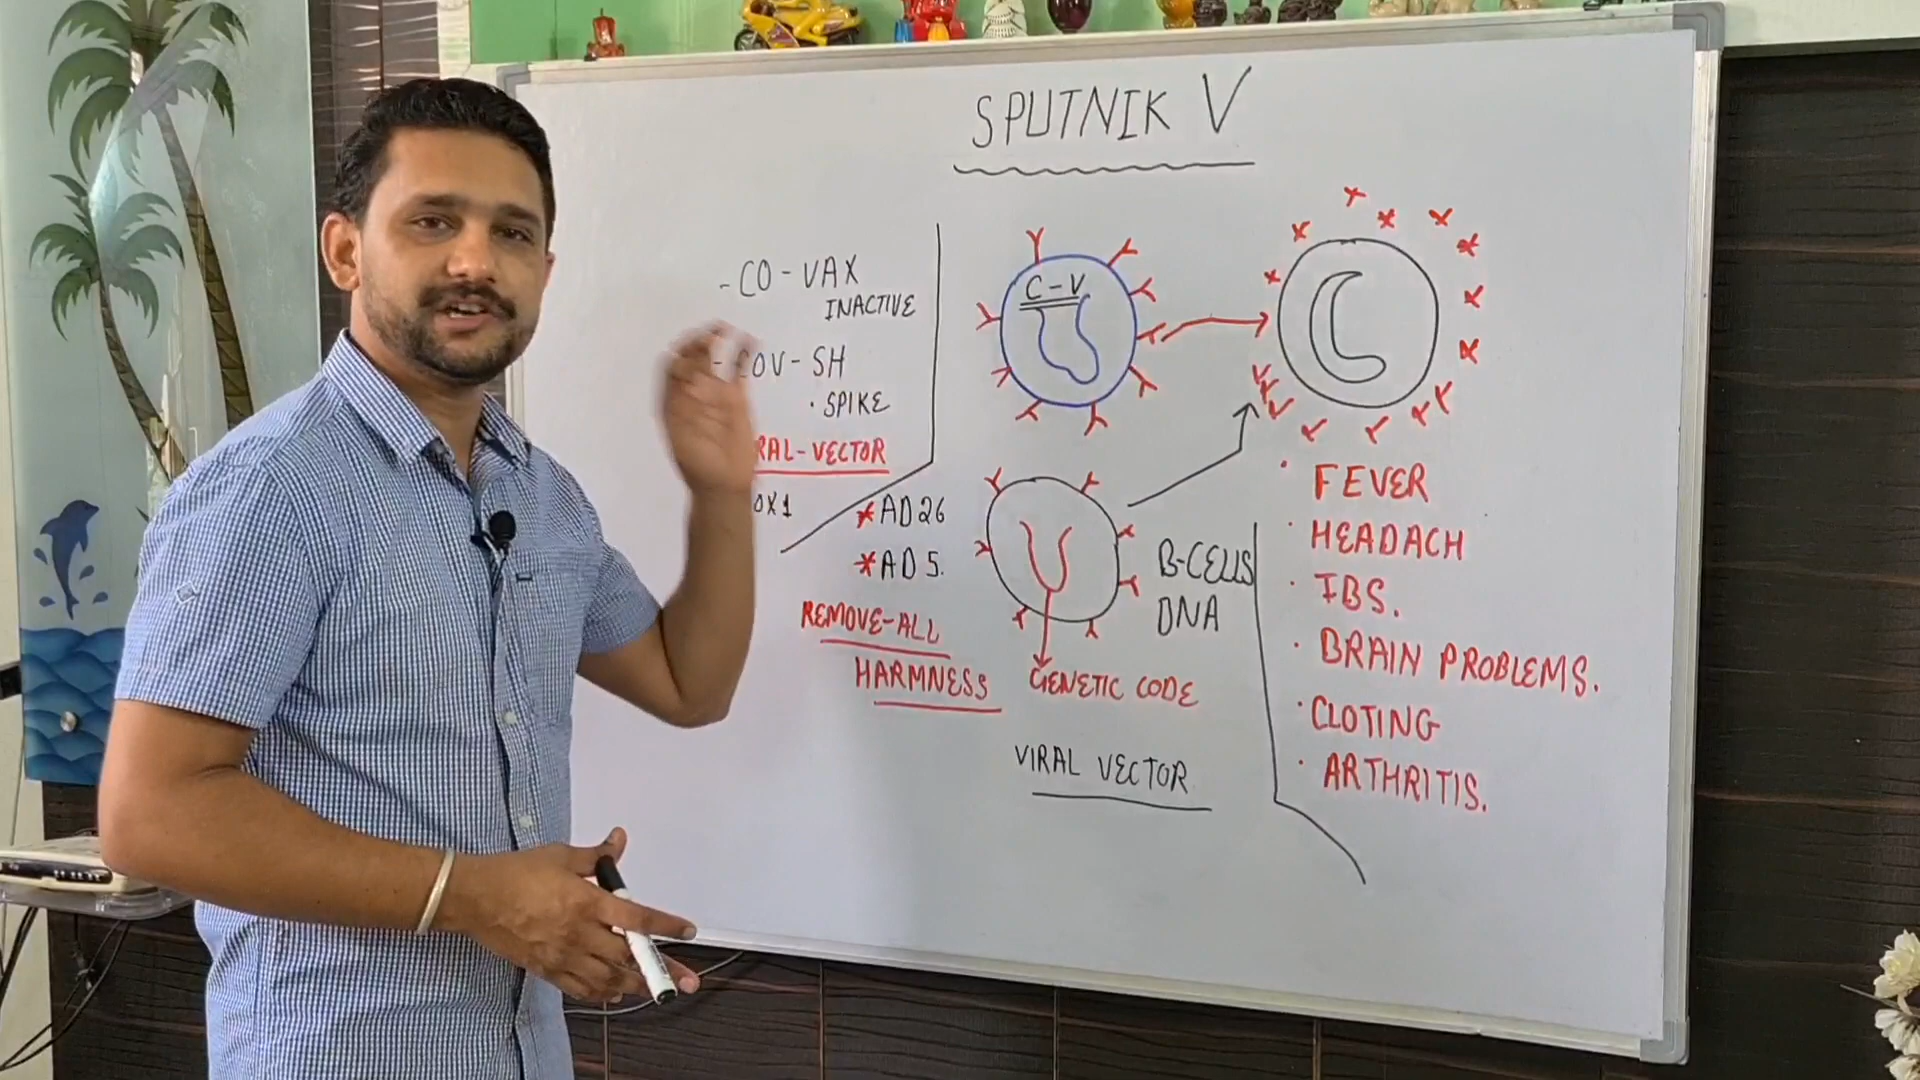 SPUTNIK V
- CO - VAX
INACTIVE
- COV - SH
· SPIKE
RAL-VECTOR
OX1
*AD26
*AD5.
REMOVE-ALL
HARMNESS
C-V
B-CELLS
DNA
GENETIC CODE
VIRAL VECTOR
· FEVER
· HEADACH
· IBS.
· BRAIN PROBLEMS.
· CLOTING
· ARTHRITIS.